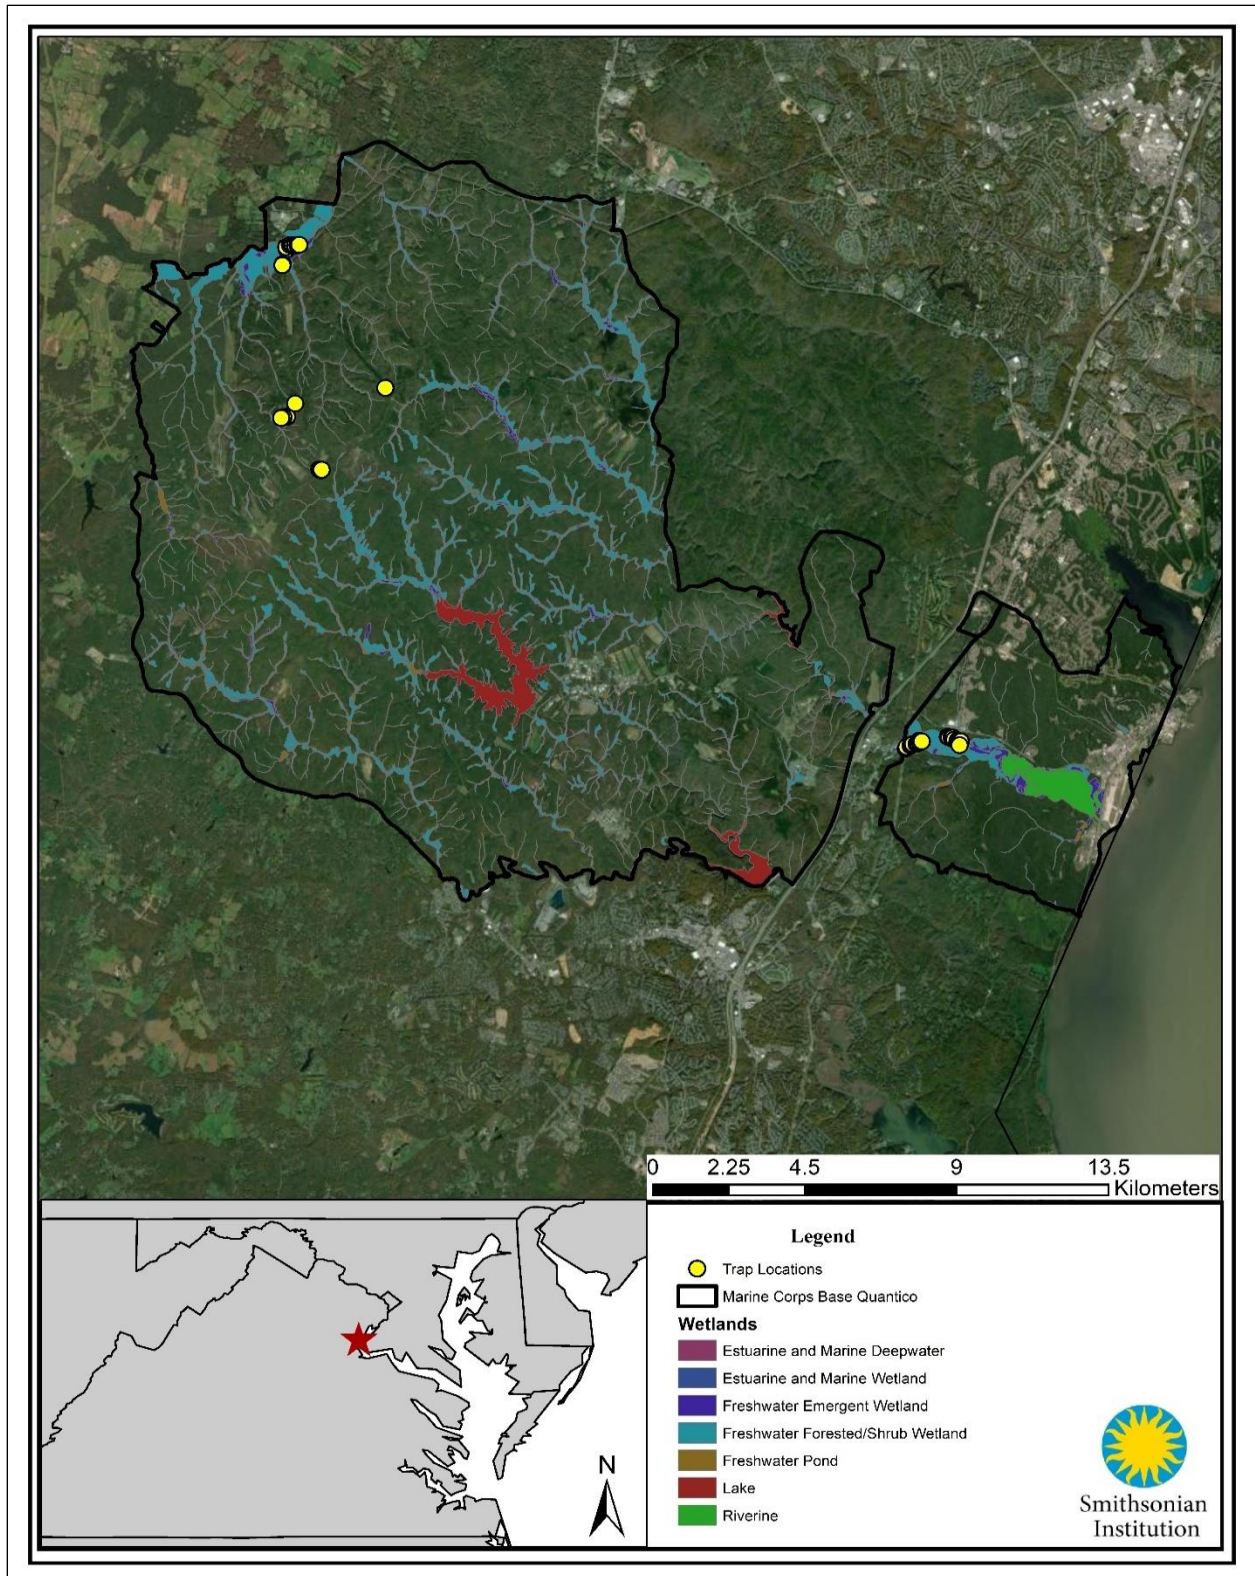 0 2.25 4.5 9 13.5
Kilometers
N
Legend
Trap Locations
Marine Corps Base Quantico
Wetlands
Estuarine and Marine Deepwater
Estuarine and Marine Wetland
Freshwater Emergent Wetland
Freshwater Forested/Shrub Wetland
Freshwater Pond
Lake
Riverine
Smithsonian
Institution